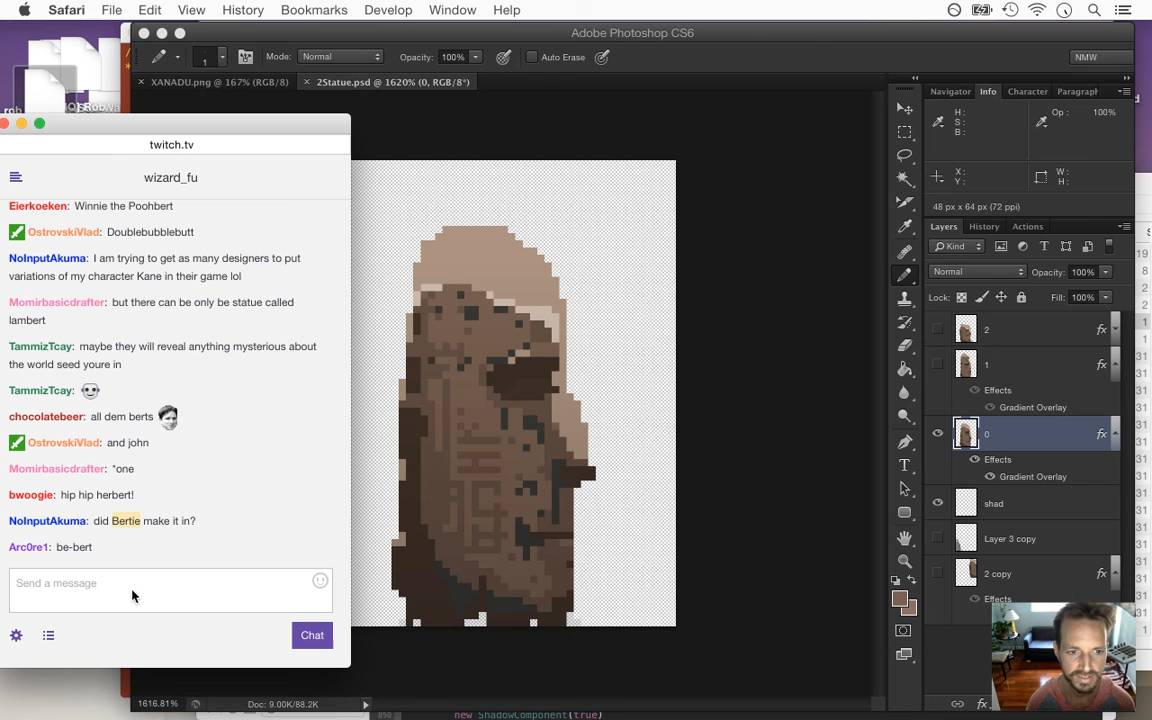 Safari File Edit View History Bookmarks Develop Window Help
Adobe Photoshop CS6
1 Mode: Normal Opacity: 100% Auto Erase NMW
XANADU.png @ 167% (RGB/8) 2Statue.psd @ 1620% (0, RGB/8*)
twitch.tv
wizard_fu
Eierkoeken: Winnie the Poohbert
OstrovskiVlad: Doubleubblebutt
NoInputAkuma: I am trying to get as many designers to put
variations of my character Kane in their game lol
Momirbasicdrafter: but there can be only be statue called
lambert
TammizTcay: maybe they will reveal anything mysterious about
the world seed youre in
TammizTcay:
chocolatebeer: all dem berts
OstrovskiVlad: and john
Momirbasicdrafter: *one
bwoogie: hip hip herbert!
NoInputAkuma: did Bertie make it in?
Arc0re1: be-bert
Send a message
Chat
Navigator Info Character Paragraph
H: Op: 100%
S:
B:
X: W:
Y: H:
48 px x 64 px (72 ppi)
Layers History Actions
Kind
Normal Opacity: 100%
Lock: Fill: 100%
2 fx
1 fx
Effects
Gradient Overlay
0 fx
Effects
Gradient Overlay
shad
Layer 3 copy
2 copy fx
Effects
1616.81% Doc: 9.00K/88.2K
850 new ShadowComponent(true)